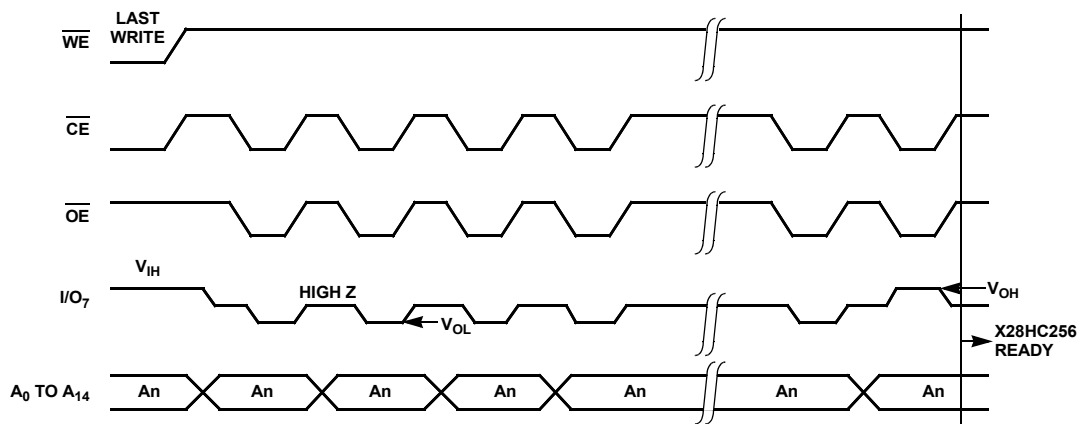 LAST
WRITE
WE
CE
OE
VIH
I/O7
HIGH Z
VOL
VOH
X28HC256
READY
A0 TO A14
An An An An An An An